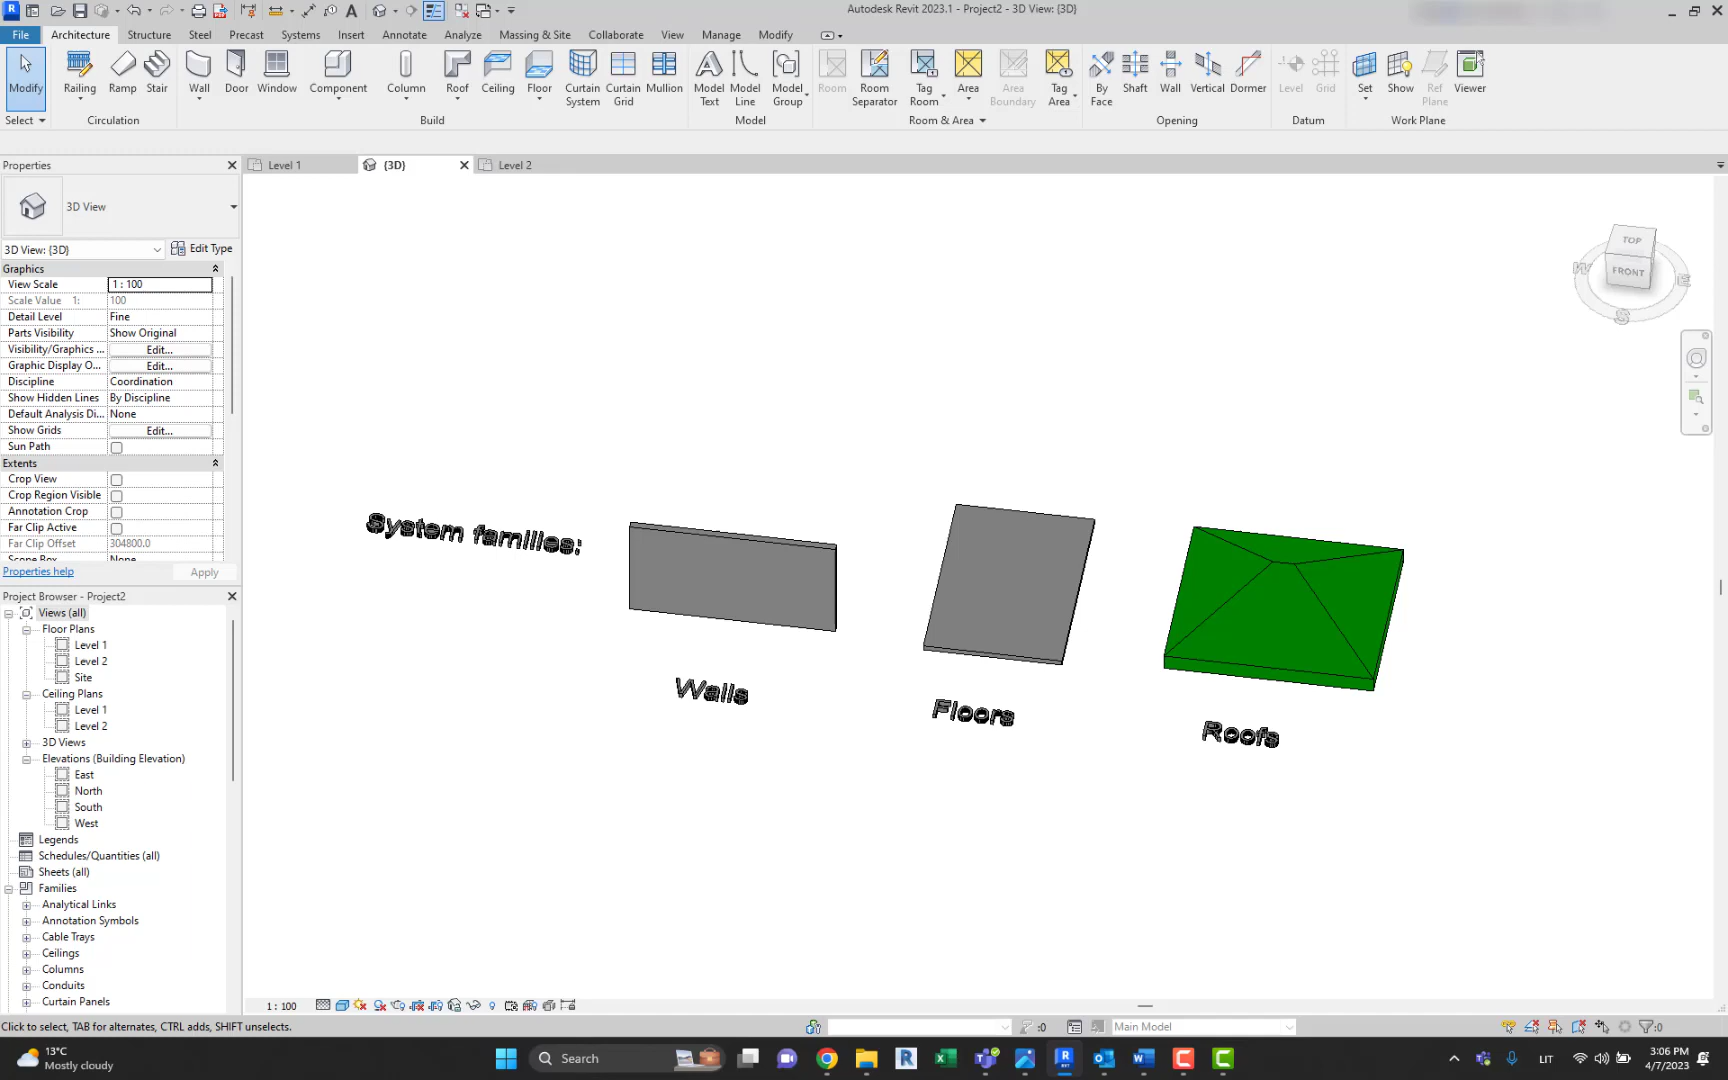 Autodesk Revit 2023.1 - Project2 - 3D View: {3D}
File Architecture Structure Steel Precast Systems Insert Annotate Analyze Massing & Site Collaborate View Manage Modify
Modify Railing Ramp Stair Wall Door Window Component Column Roof Ceiling Floor Curtain System Curtain Grid Mullion Model Text Model Line Model Group Room Room Separator Tag Room Area Area Boundary Tag Area By Face Shaft Wall Vertical Dormer Level Grid Set Show Ref Plane Viewer
Select Circulation Build Model Room & Area Opening Datum Work Plane
Properties
Level 1 {3D} Level 2
3D View
3D View: {3D} Edit Type
Graphics
View Scale 1 : 100
Scale Value 1: 100
Detail Level Fine
Parts Visibility Show Original
Visibility/Graphics ... Edit...
Graphic Display O... Edit...
Discipline Coordination
Show Hidden Lines By Discipline
Default Analysis Di... None
Show Grids Edit...
Sun Path
Extents
Crop View
Crop Region Visible
Annotation Crop
Far Clip Active
Far Clip Offset 304800.0
Scope Box None
Properties help Apply
Project Browser - Project2
Views (all)
Floor Plans
Level 1
Level 2
Site
Ceiling Plans
Level 1
Level 2
3D Views
Elevations (Building Elevation)
East
North
South
West
Legends
Schedules/Quantities (all)
Sheets (all)
Families
Analytical Links
Annotation Symbols
Cable Trays
Ceilings
Columns
Conduits
Curtain Panels
TOP
FRONT
W E
S
System families:
Walls
Floors
Roofs
1 : 100
Click to select, TAB for alternates, CTRL adds, SHIFT unselects.
:0
Main Model
:0
13°C
Mostly cloudy
Search
LIT
3:06 PM
4/7/2023